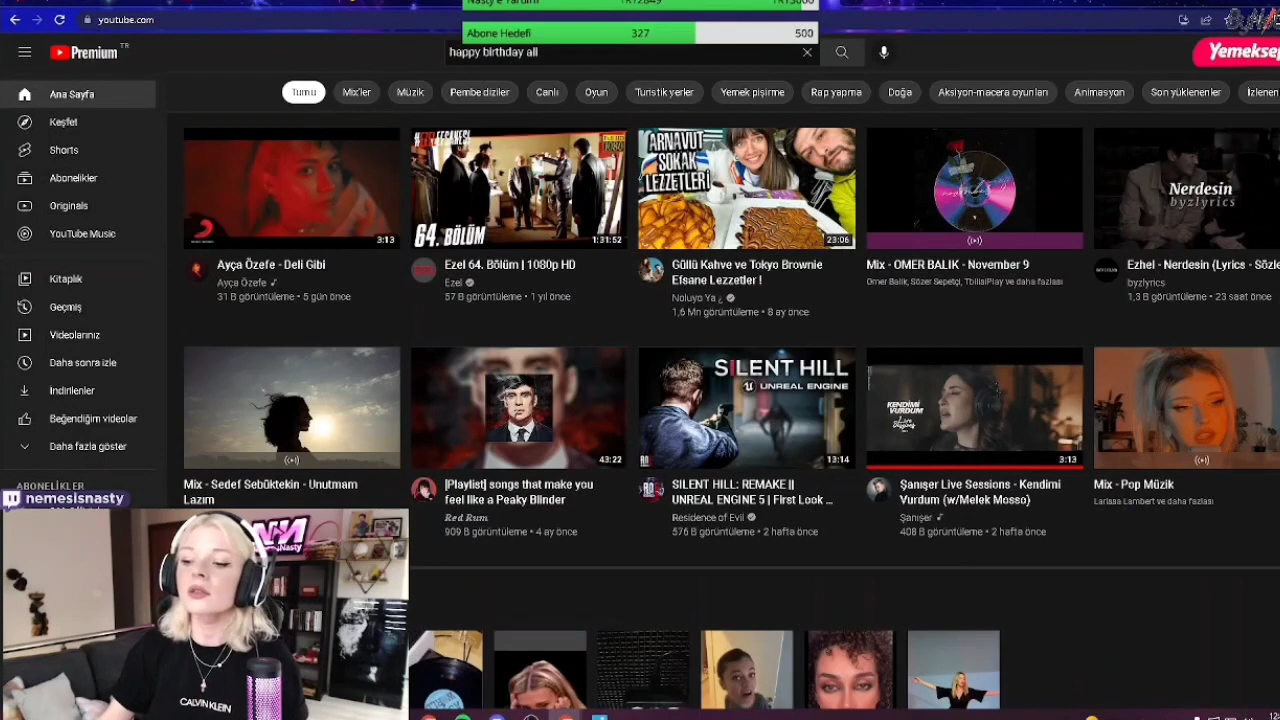 Nasty'e Yardım
Abone Hedefi 327 500
youtube.com
Premium TR
happy birthday all
Yemeksep
Tümü
Mix'ler
Müzik
Pembe diziler
Canlı
Oyun
Turistik yerler
Yemek pişirme
Rap yapma
Doğa
Aksiyon-macera oyunları
Animasyon
Son yüklenenler
İzlenen
Ana Sayfa
Keşfet
Shorts
Abonelikler
Originals
YouTube Music
Kitaplık
Geçmiş
Videolarınız
Daha sonra izle
İndirilenler
Beğendiğim videolar
Daha fazla göster
ABONELİKLER
3:13
Ayça Özefe - Deli Gibi
Ayça Özefe
31 B görüntüleme • 5 gün önce
64. BÖLÜM
1:31:52
Ezel 64. Bölüm | 1080p HD
Ezel
57 B görüntüleme • 1 yıl önce
ARNAVUT
SOKAK
LEZZETLERİ
23:06
Güllü Kahve ve Tokyo Brownie
Efsane Lezzetler !
Noluyo Ya ¿
1,6 Mn görüntüleme • 8 ay önce
Mix - OMER BALIK - November 9
Omer Balik, Sözer Sepetçi, TbilisiPlay ve daha fazlası
Nerdesin
byzlyrics
Ezhel - Nerdesin (Lyrics - Sözle
byzlyrics
1,3 B görüntüleme • 23 saat önce
Mix - Sedef Sebüktekin - Unutmam
Lazım
43:22
[Playlist] songs that make you
feel like a Peaky Blinder
Red Rum
909 B görüntüleme • 4 ay önce
SILENT HILL
UNREAL ENGINE
13:14
SILENT HILL: REMAKE ||
UNREAL ENGINE 5 | First Look ...
Residence of Evil
576 B görüntüleme • 2 hafta önce
KENDİMİ
VURDUM
3:13
Şanışer Live Sessions - Kendimi
Vurdum (w/Melek Mosso)
Şanışer
408 B görüntüleme • 2 hafta önce
Mix - Pop Müzik
Larissa Lambert ve daha fazlası
nemesisnasty